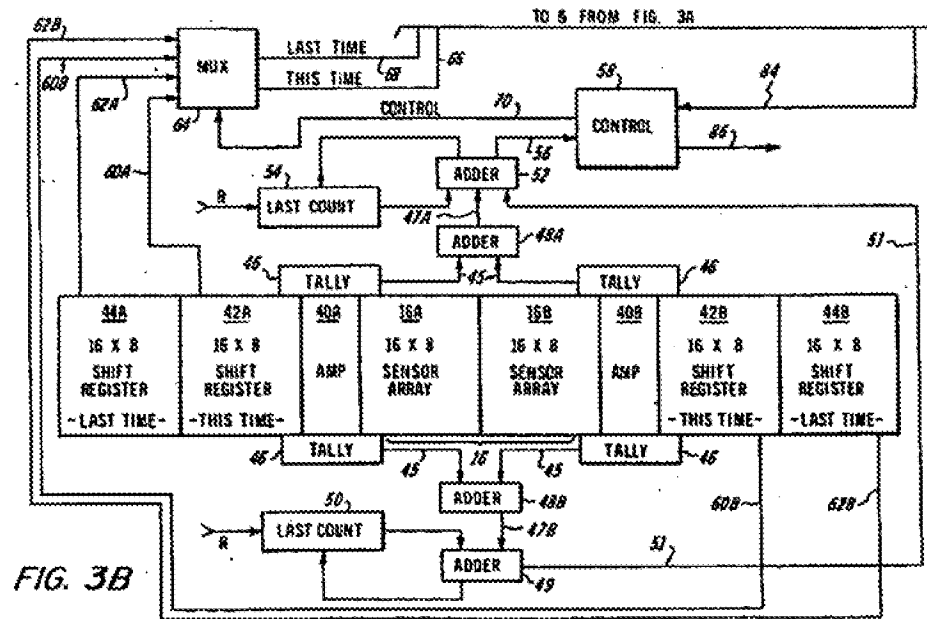 62B
TO & FROM FIG. 3A
60B
62A
MUX
LAST TIME
68
66
THIS TIME
64
58
CONTROL
70
CONTROL
84
86
60A
54
56
ADDER
52
R
LAST COUNT
47A
ADDER
48A
51
46
TALLY
45
TALLY
46
44A
42A
40A
16A
16B
40B
42B
44B
16 X 8
SHIFT
REGISTER
-LAST TIME-
16 X 8
SHIFT
REGISTER
-THIS TIME-
AMP
16 X 8
SENSOR
ARRAY
16 X 8
SENSOR
ARRAY
AMP
16 X 8
SHIFT
REGISTER
-THIS TIME-
16 X 8
SHIFT
REGISTER
-LAST TIME-
46
TALLY
45
16
45
TALLY
46
ADDER
48B
60B
62B
50
LAST COUNT
R
47B
51
ADDER
49
FIG. 3B